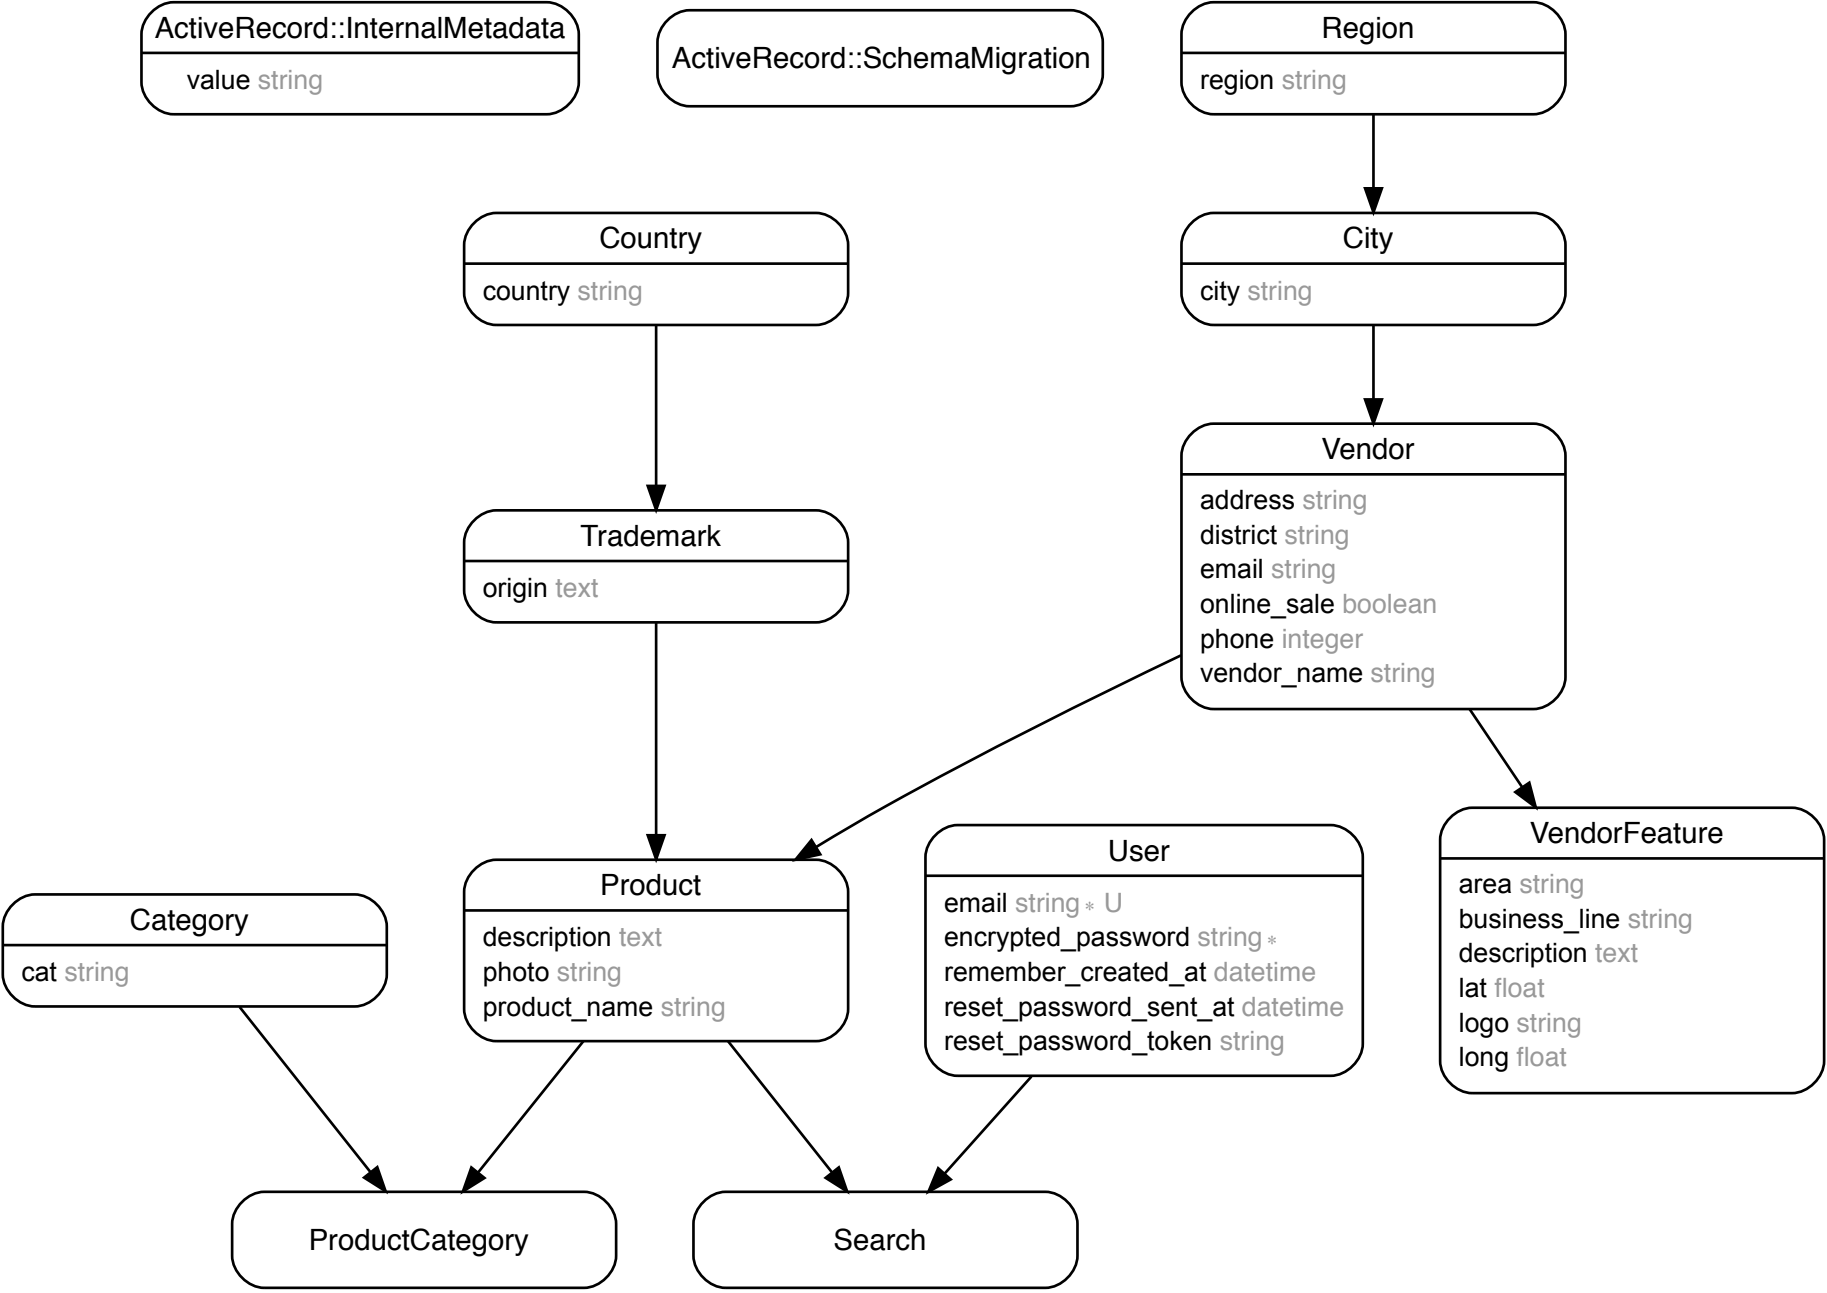 ActiveRecord::InternalMetadata
value string
ActiveRecord::SchemaMigration
Region
region string
Country
country string
City
city string
Trademark
origin text
Vendor
address string
district string
email string
online_sale boolean
phone integer
vendor_name string
Category
cat string
Product
description text
photo string
product_name string
User
email string * U
encrypted_password string *
remember_created_at datetime
reset_password_sent_at datetime
reset_password_token string
VendorFeature
area string
business_line string
description text
lat float
logo string
long float
ProductCategory
Search